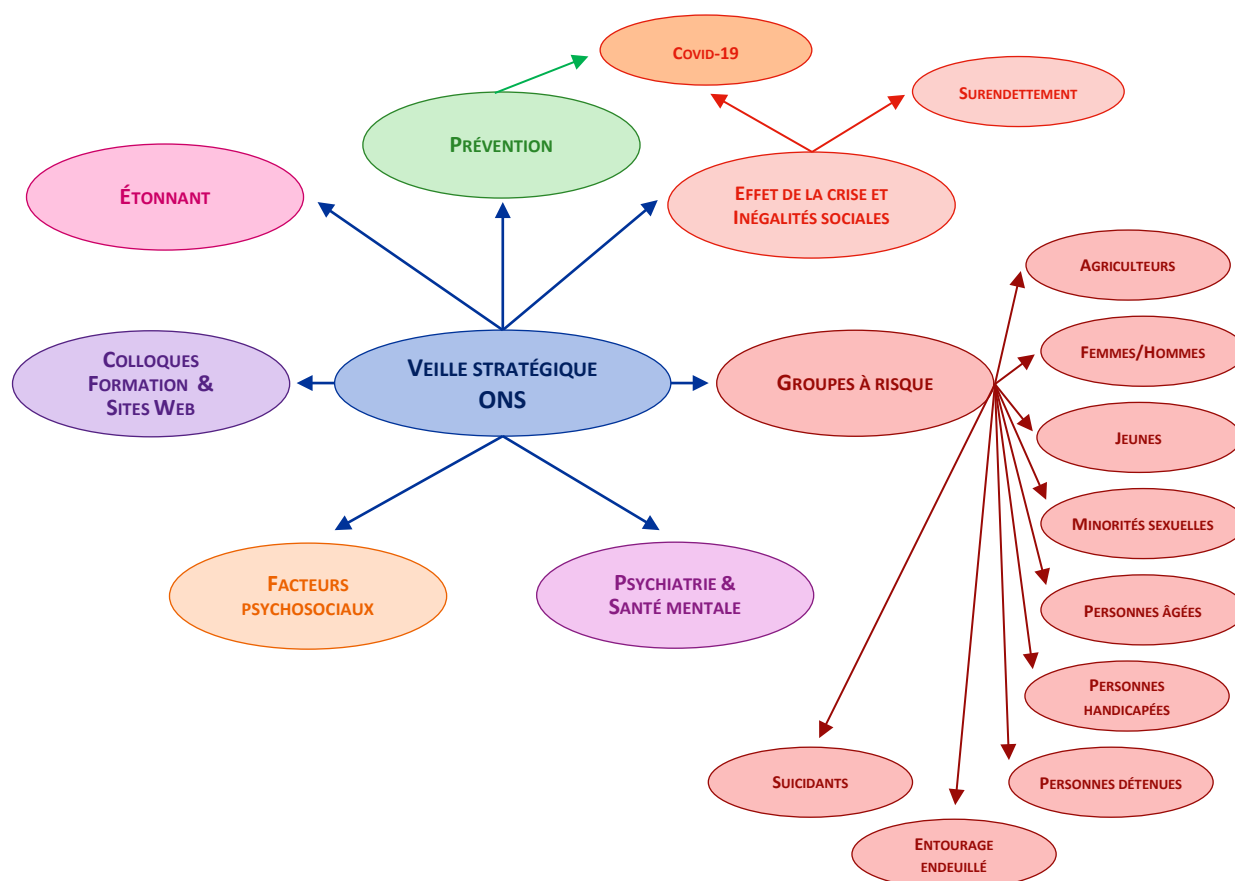 Covid-19
Surendettement
Prévention
Étonnant
Effet de la crise et
Inégalités sociales
Agriculteurs
Femmes/Hommes
Colloques
Formation &
Sites Web
Veille stratégique
ONS
Groupes à risque
Jeunes
Minorités sexuelles
Facteurs
psychosociaux
Psychiatrie &
Santé mentale
Personnes âgées
Personnes
handicapées
Suicidants
Personnes détenues
Entourage
endeuillé